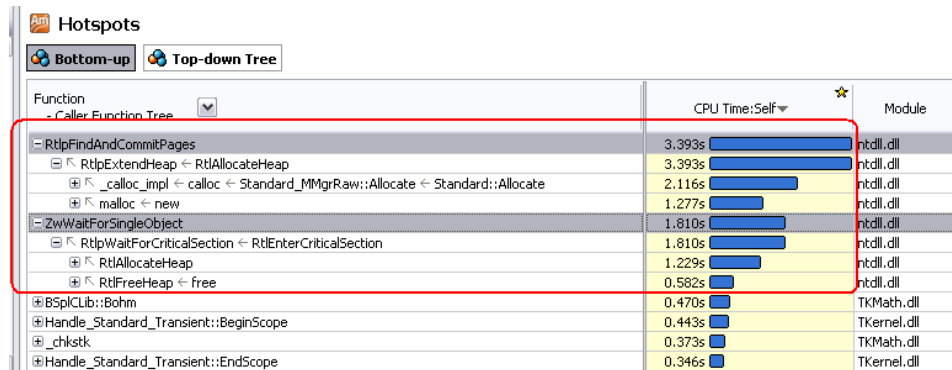 Am Hotspots
Bottom-up Top-down Tree
Function
- Caller Function Tree
CPU Time:Self Module
RtlpFindAndCommitPages 3.393s ntdll.dll
RtlpExtendHeap ← RtlAllocateHeap 3.393s ntdll.dll
_calloc_impl ← calloc ← Standard_MMgrRaw::Allocate ← Standard::Allocate 2.116s ntdll.dll
malloc ← new 1.277s ntdll.dll
ZwWaitForSingleObject 1.810s ntdll.dll
RtlpWaitForCriticalSection ← RtlEnterCriticalSection 1.810s ntdll.dll
RtlAllocateHeap 1.229s ntdll.dll
RtlFreeHeap ← free 0.582s ntdll.dll
BSplCLib::Bohm 0.470s TKMath.dll
Handle_Standard_Transient::BeginScope 0.443s TKernel.dll
_chkstk 0.373s TKMath.dll
Handle_Standard_Transient::EndScope 0.346s TKernel.dll